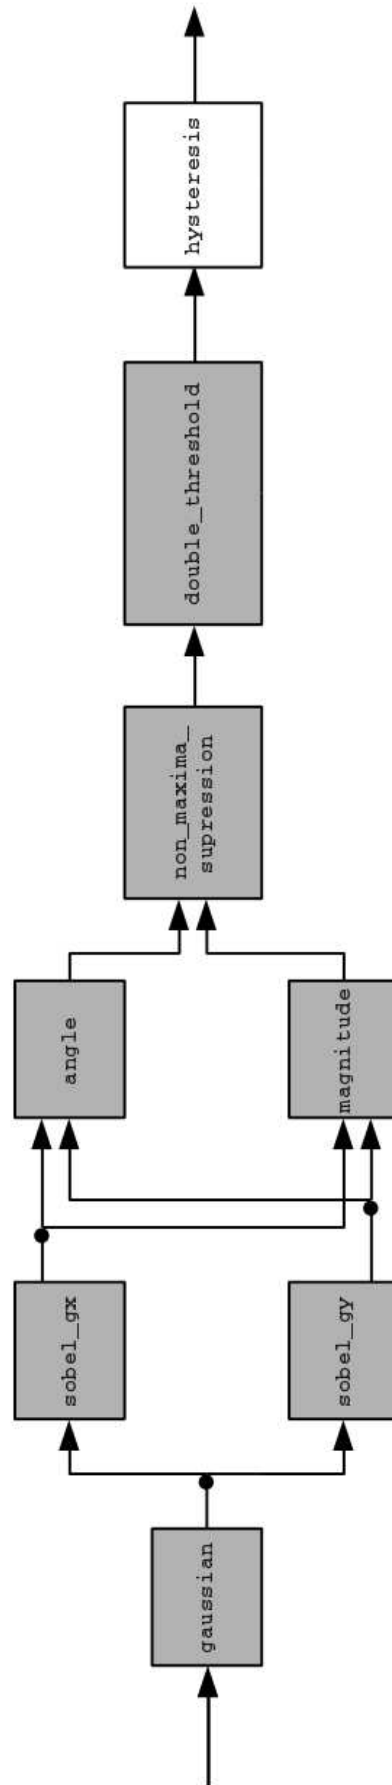 gaussian
sobel_gx
sobel_gy
angle
magnitude
non_maxima_
supression
double_threshold
hysteresis